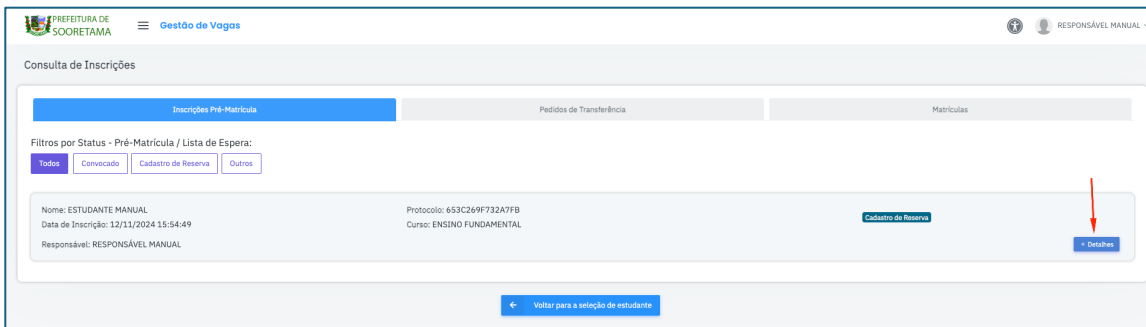 PREFEITURA DE
SOORETAMA
Gestão de Vagas
RESPONSÁVEL MANUAL
Consulta de Inscrições
Inscrições Pré-Matrícula
Pedidos de Transferência
Matrículas
Filtros por Status - Pré-Matrícula / Lista de Espera:
Todos
Convocado
Cadastro de Reserva
Outros
Nome: ESTUDANTE MANUAL
Protocolo: 653C269F732A7FB
Cadastro de Reserva
Data de Inscrição: 12/11/2024 15:54:49
Curso: ENSINO FUNDAMENTAL
Responsável: RESPONSÁVEL MANUAL
+ Detalhes
Voltar para a seleção de estudante